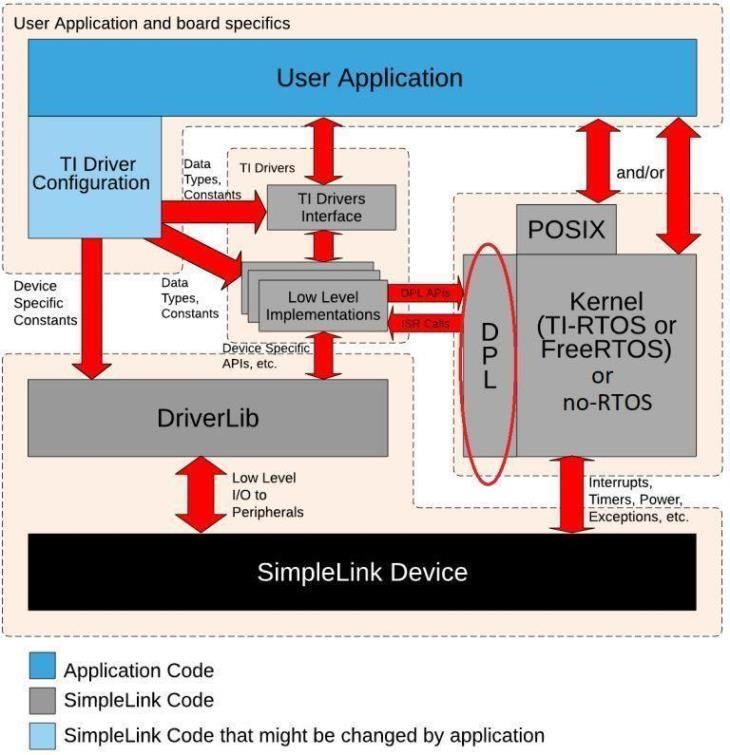 User Application and board specifics
User Application
TI Driver
Configuration
Data
Types,
Constants
TI Drivers
TI Drivers
Interface
and/or
POSIX
Device
Specific
Constants
Data
Types,
Constants
Low Level
Implementations
DPL APIs
ISR Calls
D
P
L
Kernel
(TI-RTOS or
FreeRTOS)
or
no-RTOS
Device Specific
APIs, etc.
DriverLib
Low Level
I/O to
Peripherals
Interrupts,
Timers, Power,
Exceptions, etc.
SimpleLink Device
Application Code
SimpleLink Code
SimpleLink Code that might be changed by application